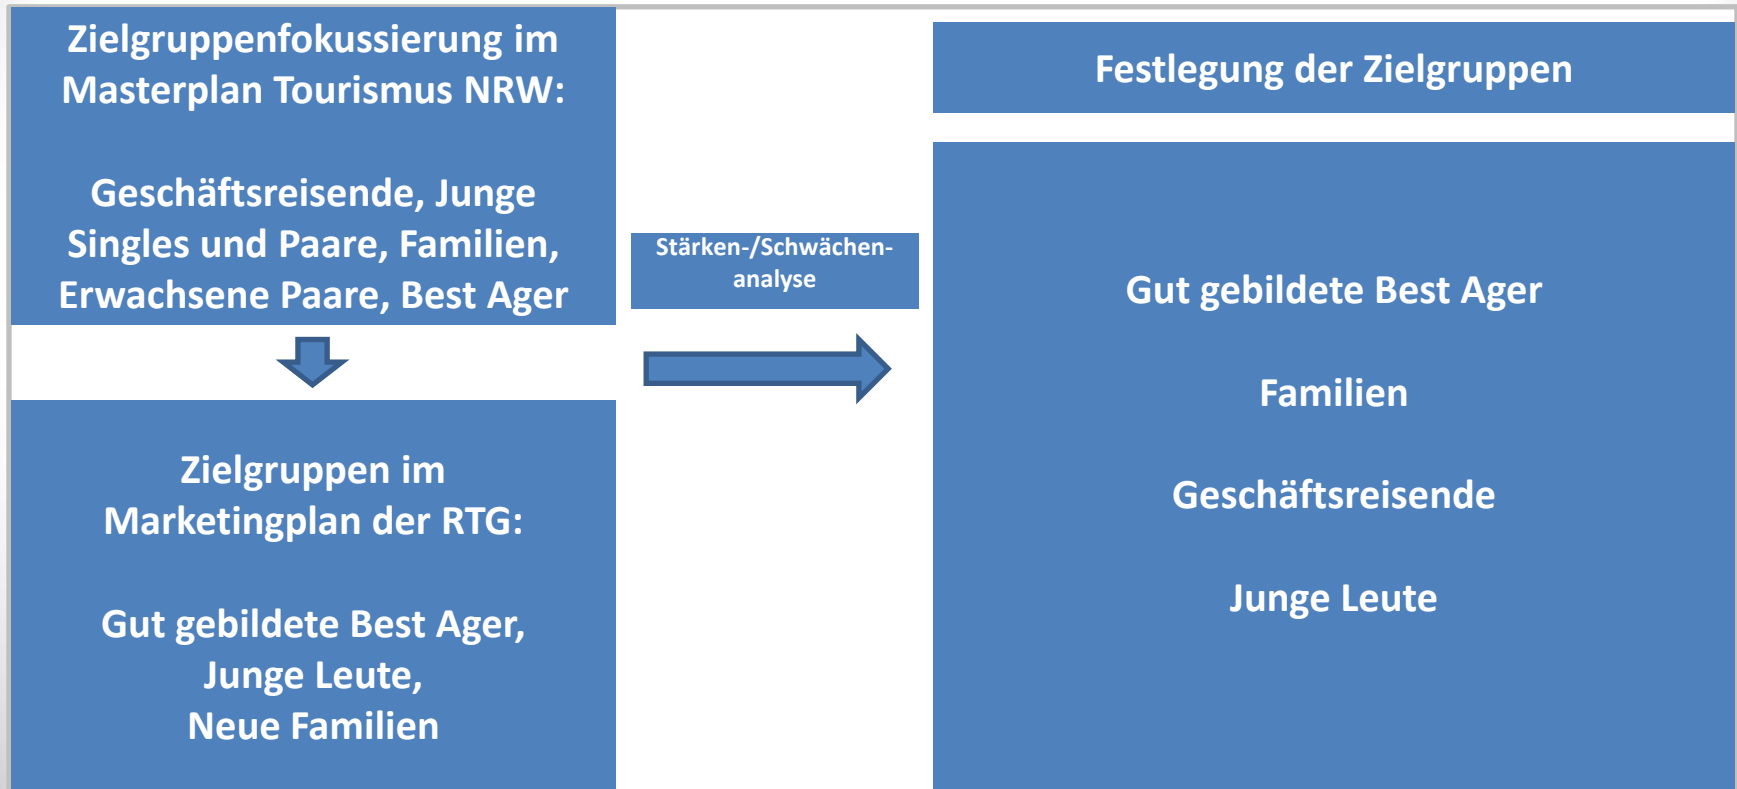 Zielgruppenfokussierung im
Masterplan Tourismus NRW:
Geschäftsreisende, Junge
Singles und Paare, Familien,
Erwachsene Paare, Best Ager
Zielgruppen im
Marketingplan der RTG:
Gut gebildete Best Ager,
Junge Leute,
Neue Familien
Stärken-/Schwächen-
analyse
Festlegung der Zielgruppen
Gut gebildete Best Ager
Familien
Geschäftsreisende
Junge Leute